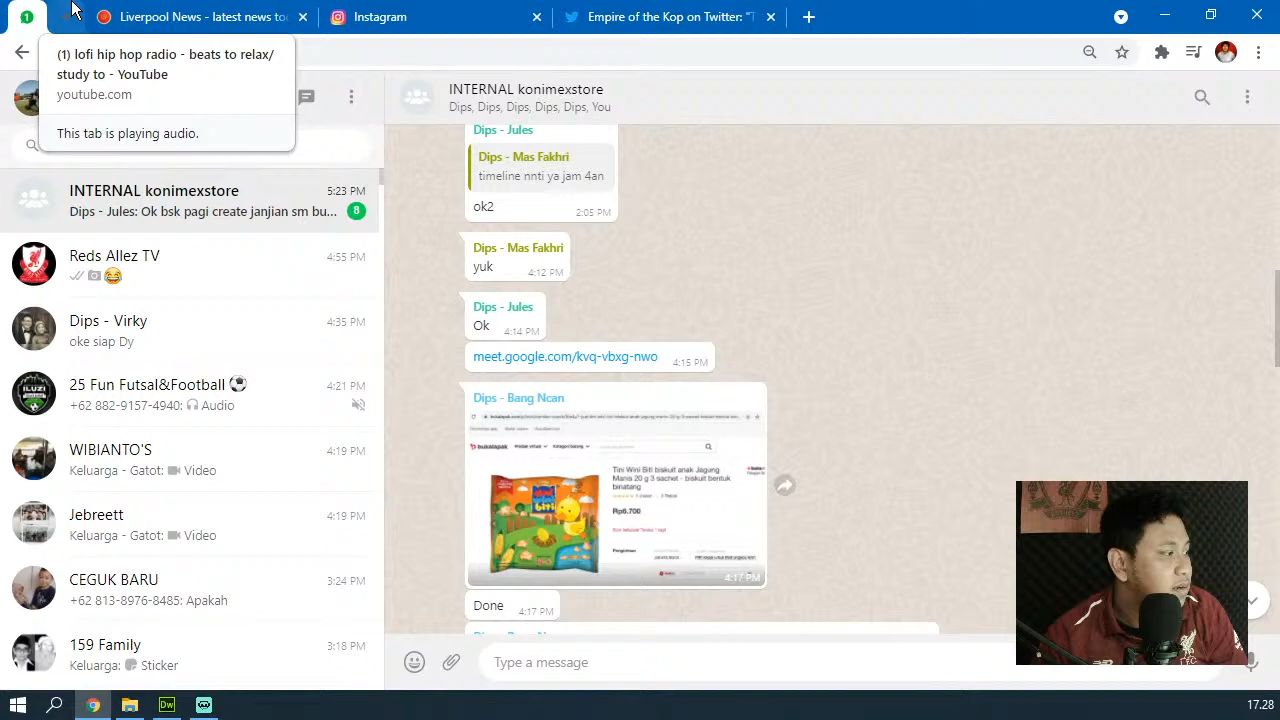 1
Liverpool News - latest news to
Instagram
Empire of the Kop on Twitter: "T
(1) lofi hip hop radio - beats to relax/
study to - YouTube
youtube.com
This tab is playing audio.
INTERNAL konimexstore
Dips, Dips, Dips, Dips, Dips, You
INTERNAL konimexstore
5:23 PM
Dips - Jules: Ok bsk pagi create janjian sm bu...
8
Reds Allez TV
4:55 PM
Dips - Virky
4:35 PM
oke siap Dy
25 Fun Futsal&Football
4:21 PM
+62 882-9157-4940: Audio
WIBIMTO'S
4:19 PM
Keluarga - Gatot: Video
Jebreett
4:19 PM
Keluarga - Gatot: Video
CEGUK BARU
3:24 PM
+62 813-8976-8485: Apakah
159 Family
3:18 PM
Keluarga: Sticker
Dips - Jules
Dips - Mas Fakhri
timeline nnti ya jam 4an
ok2
2:05 PM
Dips - Mas Fakhri
yuk
4:12 PM
Dips - Jules
Ok
4:14 PM
meet.google.com/kvq-vbxg-nwo
4:15 PM
Dips - Bang Ncan
bukalapak
Tini Wini Biti biskuit anak Jagung
Manis 20 g 3 sachet - biskuit bentuk
binatang
Rp6.700
Pengiriman
4:17 PM
Done
4:17 PM
Type a message
Dw
17.28